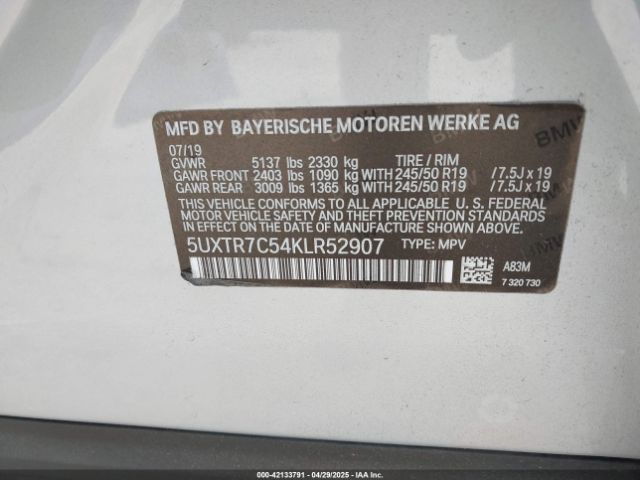 MFD BY BAYERISCHE MOTOREN WERKE AG
07/19
GVWR 5137 lbs 2330 kg TIRE / RIM
GAWR FRONT 2403 lbs 1090 kg WITH 245/50 R19 / 7.5J x 19
GAWR REAR 3009 lbs 1365 kg WITH 245/50 R19 / 7.5J x 19
THIS VEHICLE CONFORMS TO ALL APPLICABLE U. S. FEDERAL
MOTOR VEHICLE SAFETY AND THEFT PREVENTION STANDARDS
IN EFFECT ON THE DATE OF MANUFACTURE SHOWN ABOVE.
5UXTR7C54KLR52907 TYPE: MPV
A83M
7 320 730
BMW
000-42133791 04/29/2025 IAAI.COM